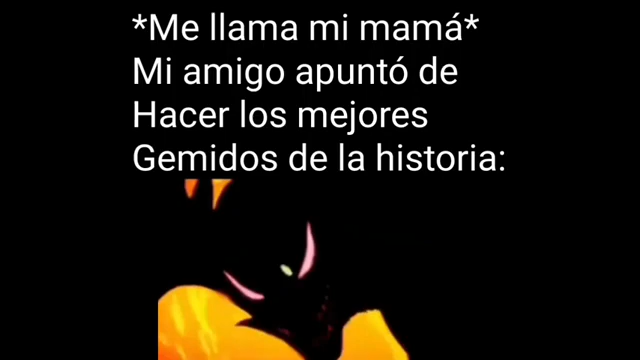 *Me llama mi mamá*
Mi amigo apuntó de
Hacer los mejores
Gemidos de la historia: